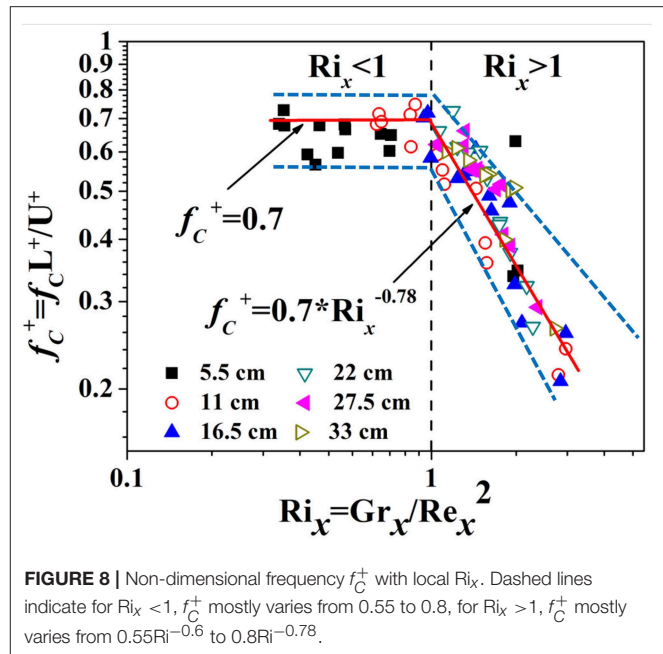 Ri_x<1
Ri_x>1
f_C^+=f_C L^+/U^+
1
0.9
0.8
0.7
0.6
0.5
0.4
0.3
0.2
f_C^+=0.7
f_C^+=0.7*Ri_x^-0.78
5.5 cm
11 cm
16.5 cm
22 cm
27.5 cm
33 cm
0.1
1
Ri_x=Gr_x/Re_x^2
FIGURE 8 | Non-dimensional frequency f_C^+ with local Ri_x. Dashed lines
indicate for Ri_x <1, f_C^+ mostly varies from 0.55 to 0.8, for Ri_x >1, f_C^+ mostly
varies from 0.55Ri^−0.6 to 0.8Ri^−0.78.